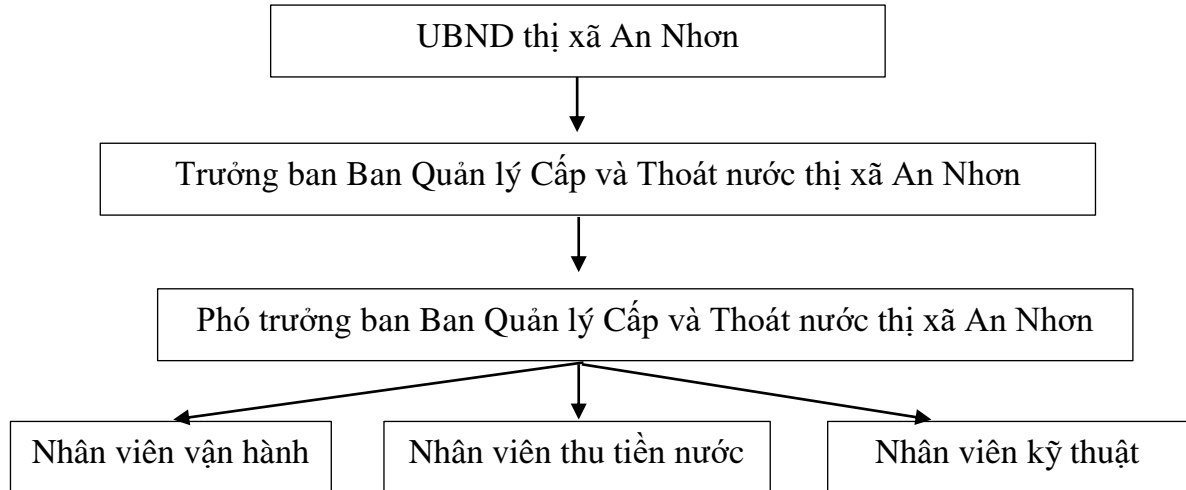 UBND thị xã An Nhơn
Trưởng ban Ban Quản lý Cấp và Thoát nước thị xã An Nhơn
Phó trưởng ban Ban Quản lý Cấp và Thoát nước thị xã An Nhơn
Nhân viên vận hành
Nhân viên thu tiền nước
Nhân viên kỹ thuật